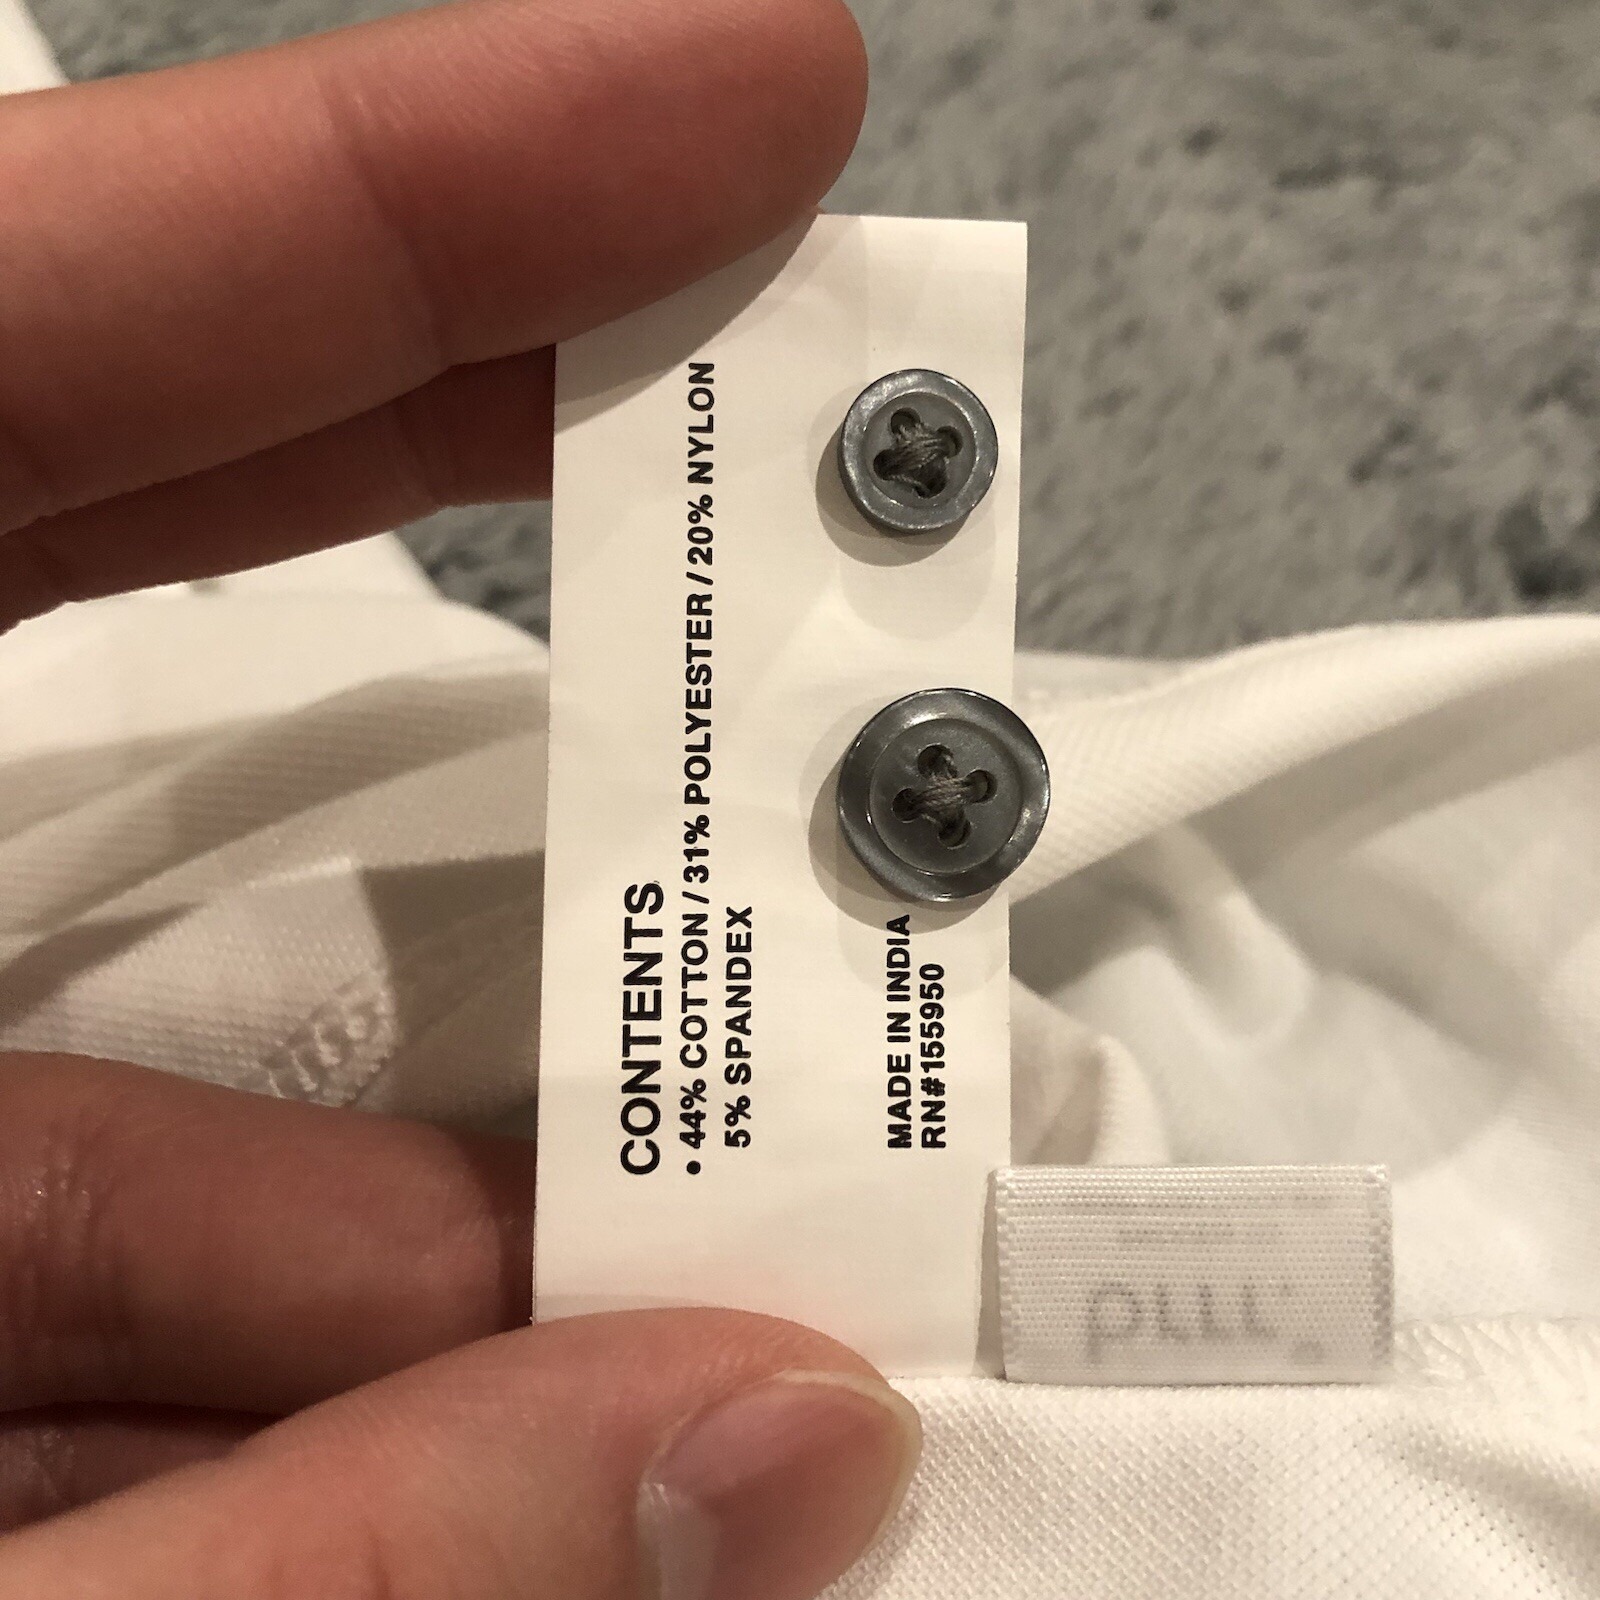 CONTENTS
• 44% COTTON / 31% POLYESTER / 20% NYLON
5% SPANDEX
MADE IN INDIA
RN#155950